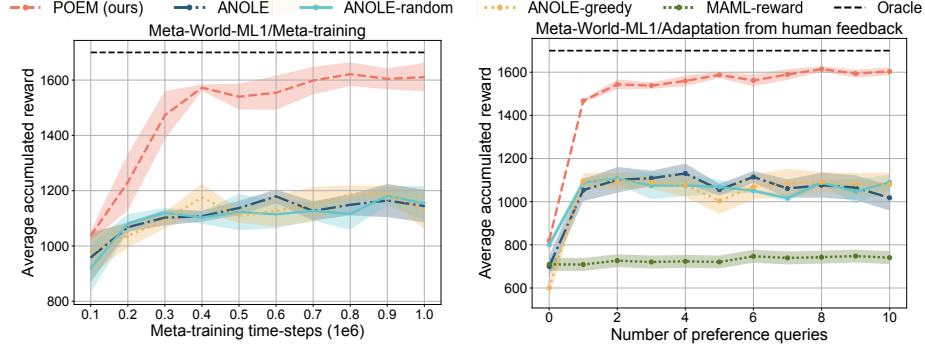 POEM (ours) ANOLE ANOLE-random ANOLE-greedy MAML-reward Oracle
Meta-World-ML1/Meta-training
Average accumulated reward
1600
1400
1200
1000
800
0.1 0.2 0.3 0.4 0.5 0.6 0.7 0.8 0.9 1.0
Meta-training time-steps (1e6)
Meta-World-ML1/Adaptation from human feedback
Average accumulated reward
1600
1400
1200
1000
800
600
0 2 4 6 8 10
Number of preference queries